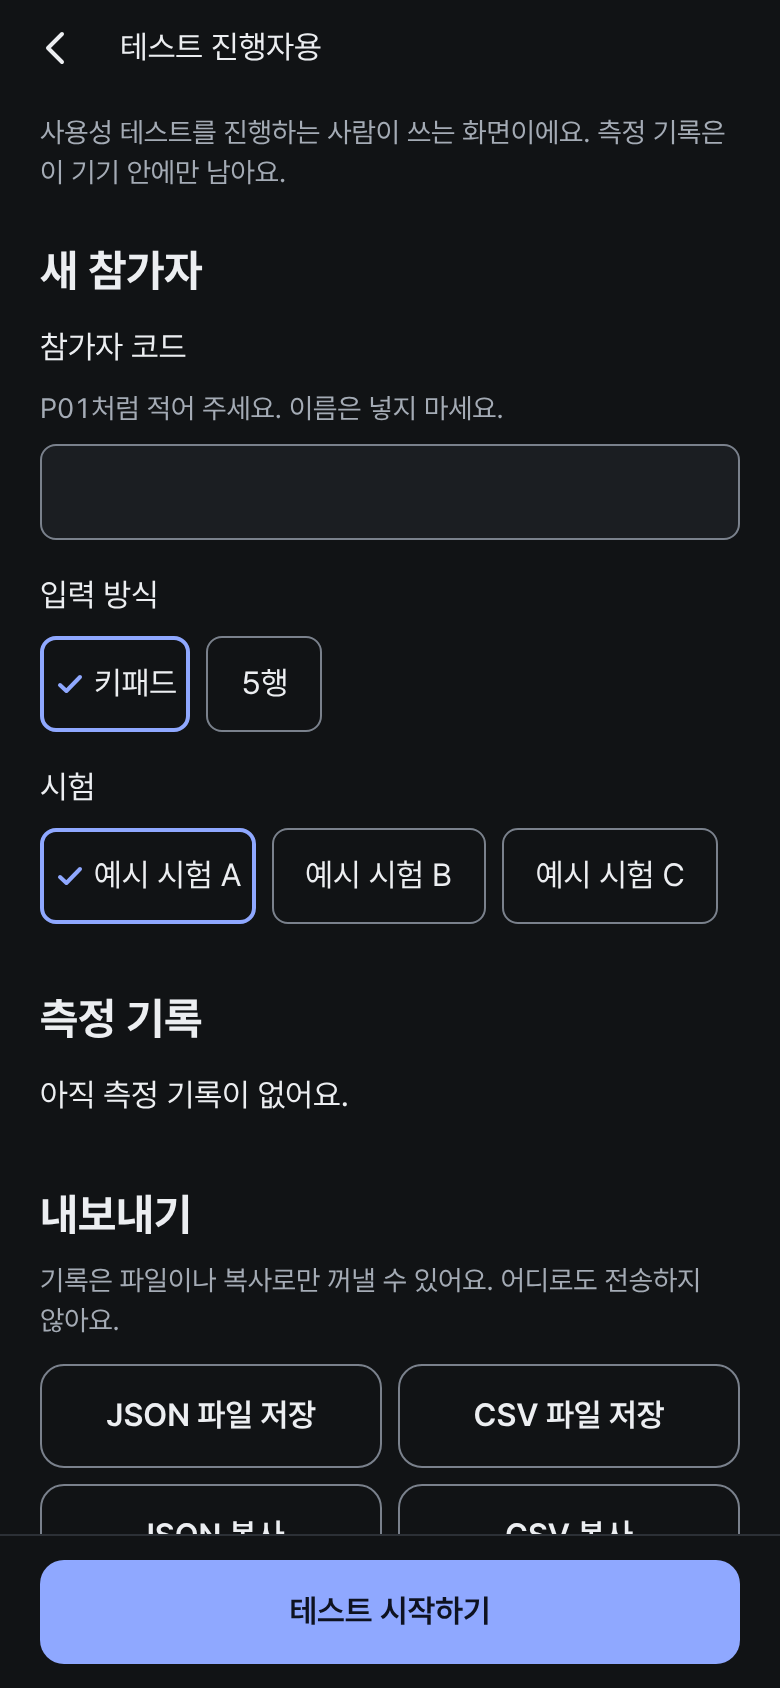 테스트 진행자용
사용성 테스트를 진행하는 사람이 쓰는 화면이에요. 측정 기록은
이 기기 안에만 남아요.
새 참가자
참가자 코드
P01처럼 적어 주세요. 이름은 넣지 마세요.
입력 방식
키패드 5행
시험
예시 시험 A 예시 시험 B 예시 시험 C
측정 기록
아직 측정 기록이 없어요.
내보내기
기록은 파일이나 복사로만 꺼낼 수 있어요. 어디로도 전송하지
않아요.
JSON 파일 저장 CSV 파일 저장
JSON 복사 CSV 복사
테스트 시작하기